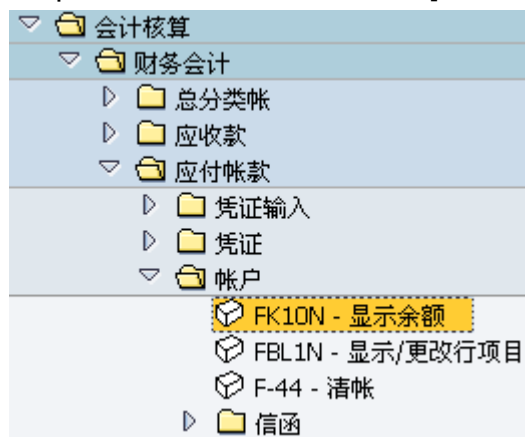 会计核算
财务会计
总分类帐
应收款
应付帐款
凭证输入
凭证
帐户
FK10N - 显示余额
FBL1N - 显示/更改行项目
F-44 - 清帐
信函